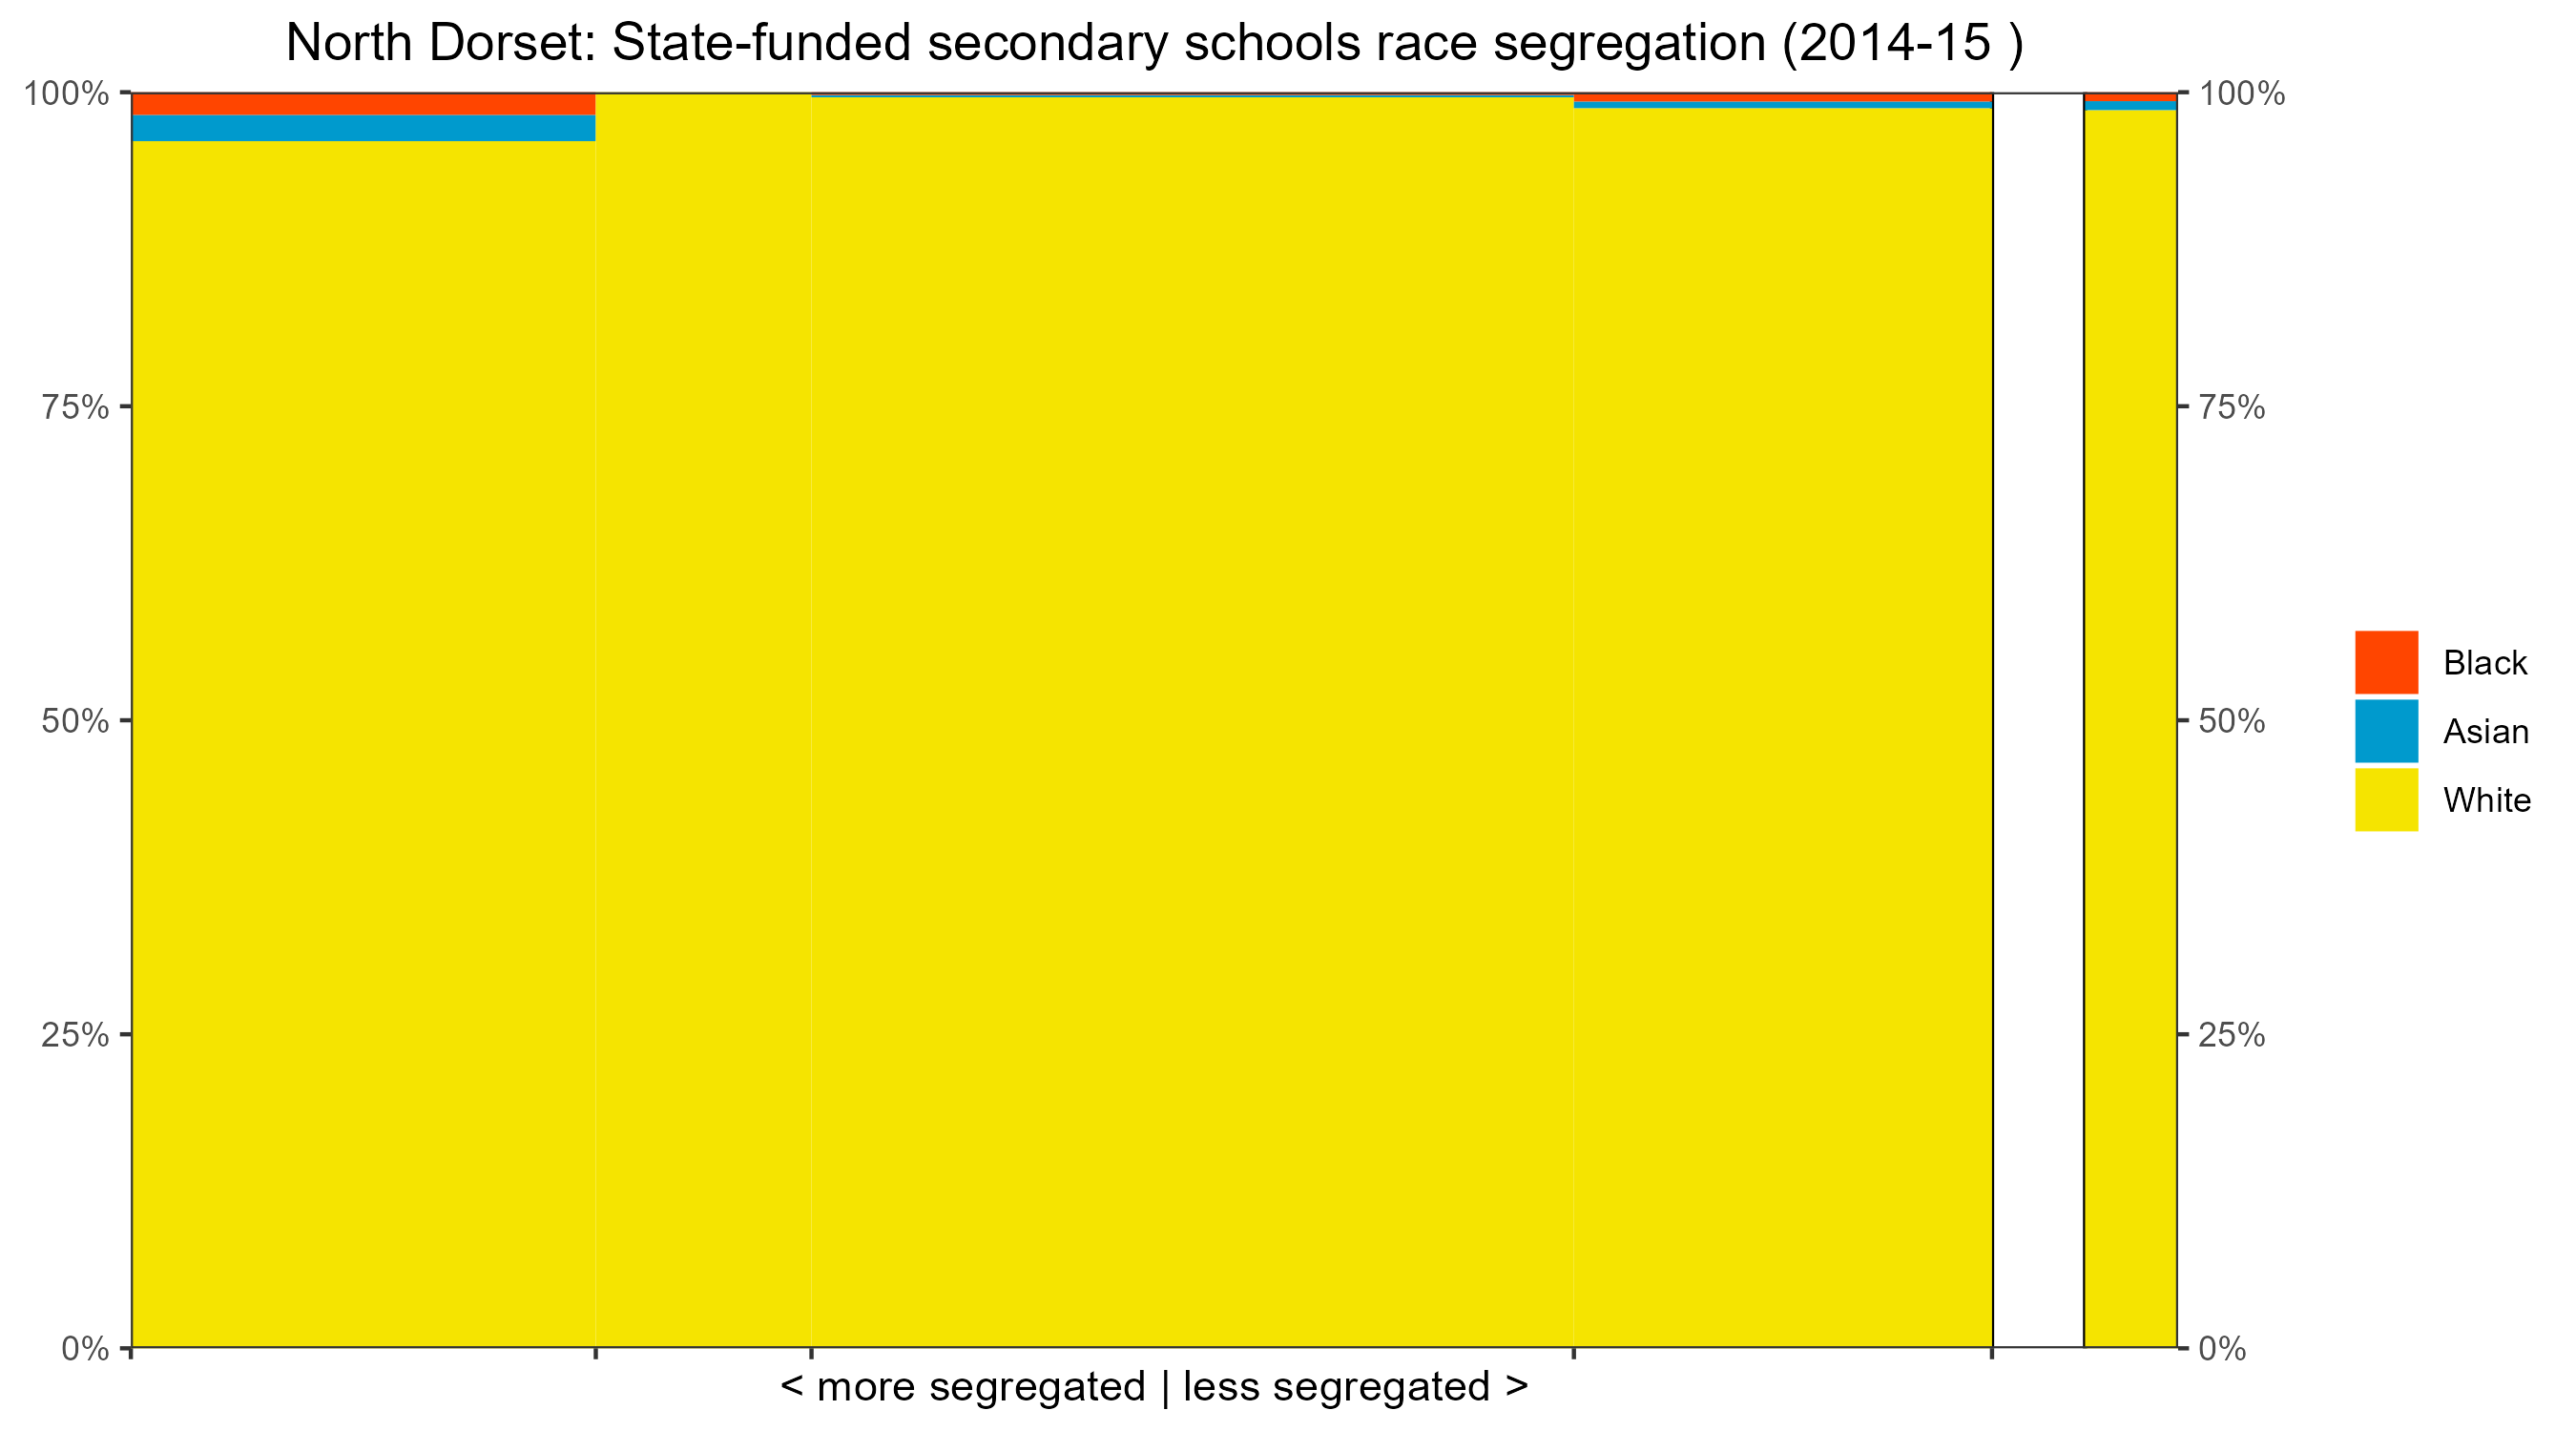 North Dorset: State-funded secondary schools race segregation (2014-15 )
100%
75%
50%
25%
0%
100%
75%
50%
25%
0%
Black
Asian
White
< more segregated | less segregated >